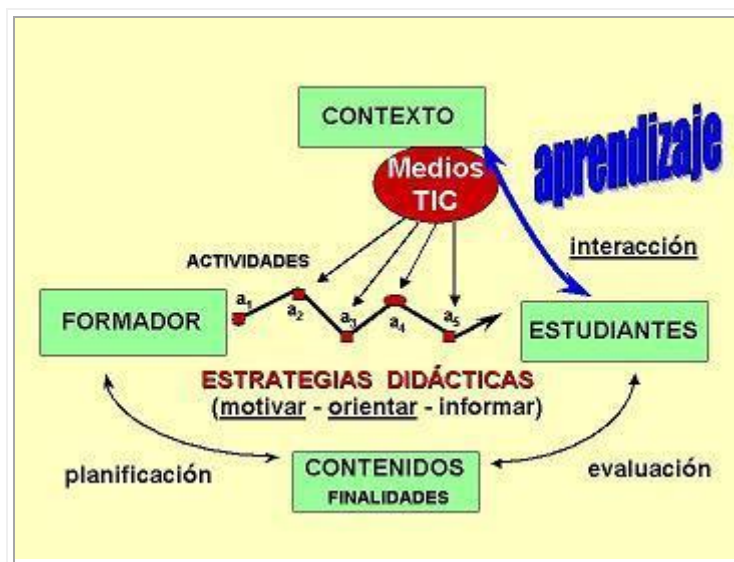 CONTEXTO
aprendizaje
Medios
TIC
interacción
ACTIVIDADES
a1
a2
a3
a4
a5
FORMADOR
ESTUDIANTES
ESTRATEGIAS DIDÁCTICAS
(motivar - orientar - informar)
planificación
CONTENIDOS
FINALIDADES
evaluación